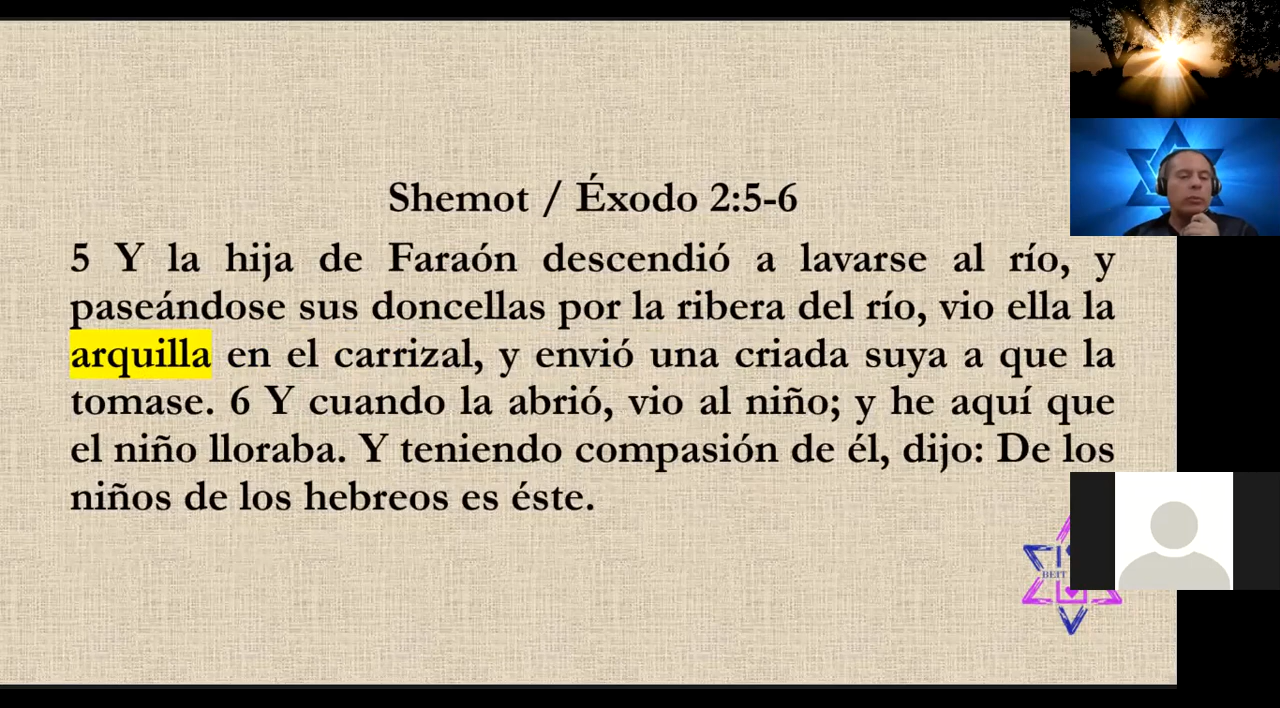 Shemot / Éxodo 2:5-6
5 Y la hija de Faraón descendió a lavarse al río, y
paseándose sus doncellas por la ribera del río, vio ella la
arquilla en el carrizal, y envió una criada suya a que la
tomase. 6 Y cuando la abrió, vio al niño; y he aquí que
el niño lloraba. Y teniendo compasión de él, dijo: De los
niños de los hebreos es éste.
BEIT